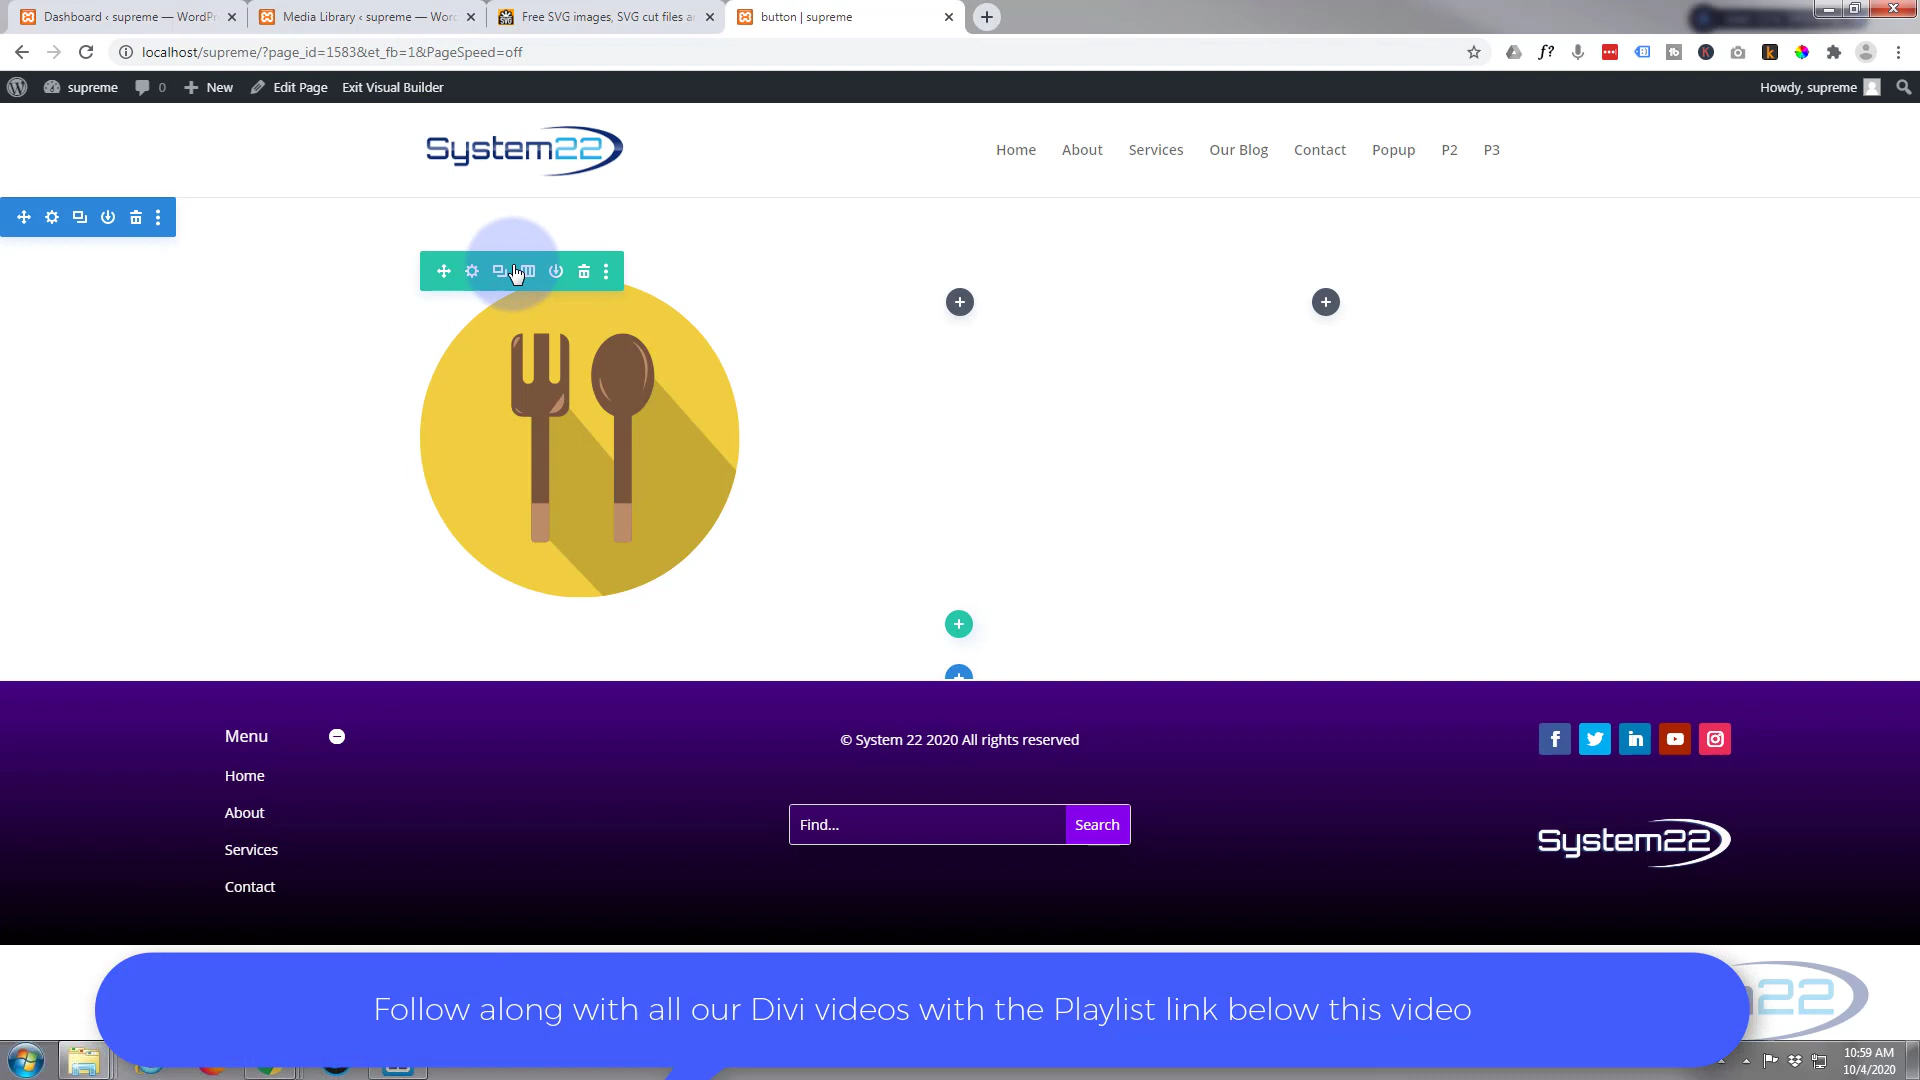 Dashboard ‹ supreme — WordPr
Media Library ‹ supreme — Worc
Free SVG images, SVG cut files a
button | supreme
localhost/supreme/?page_id=1583&et_fb=1&PageSpeed=off
supreme
0
New
Edit Page
Exit Visual Builder
Howdy, supreme
System22
Home
About
Services
Our Blog
Contact
Popup
P2
P3
Menu
Home
About
Services
Contact
© System 22 2020 All rights reserved
Find...
Search
System22
Follow along with all our Divi videos with the Playlist link below this video
22
10:59 AM
10/4/2020